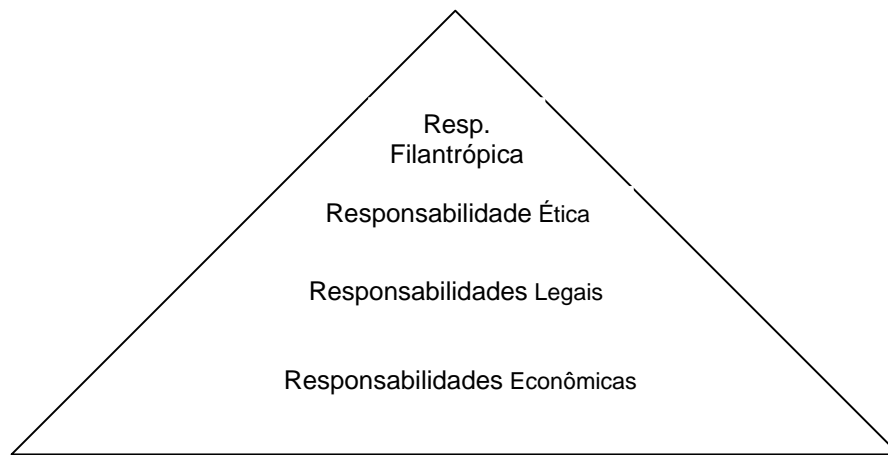 Resp.
Filantrópica
Responsabilidade Ética
Responsabilidades Legais
Responsabilidades Econômicas